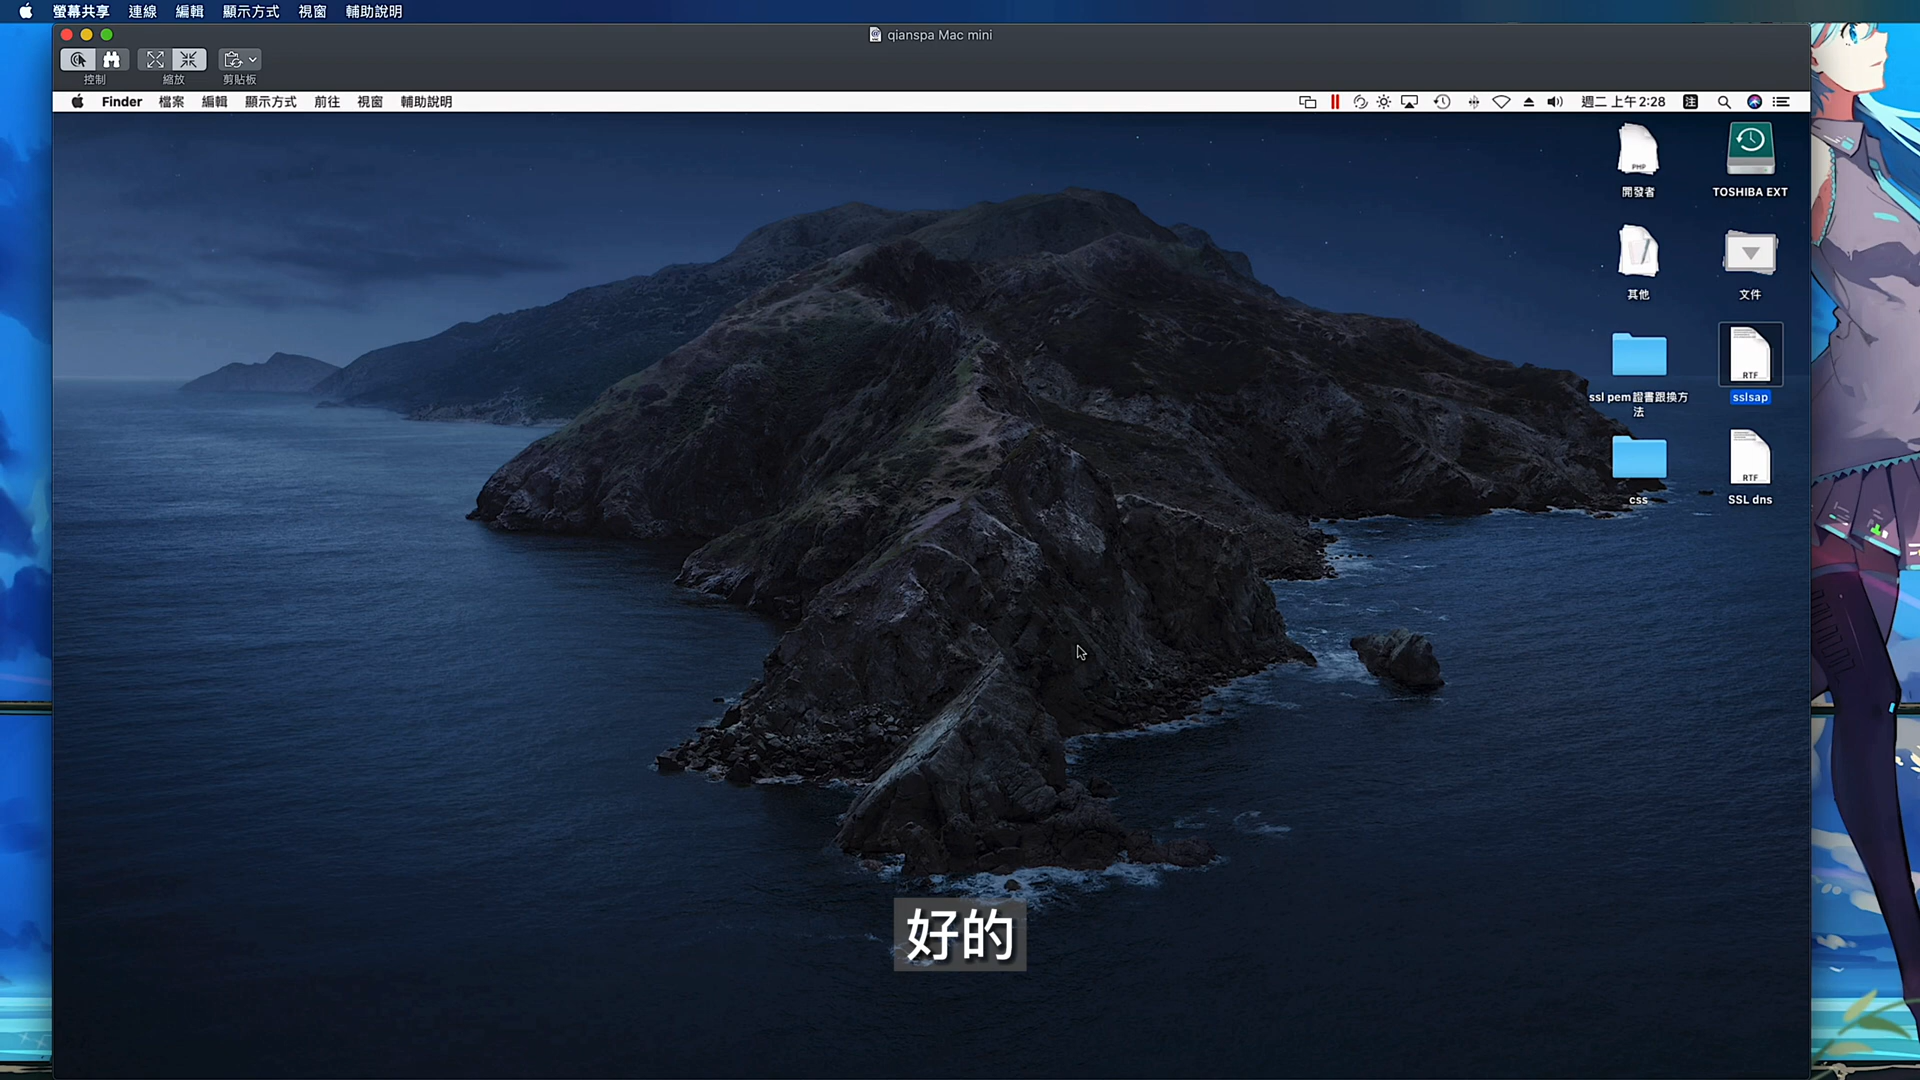 螢幕共享 連線 編輯 顯示方式 視窗 輔助說明
qianspa Mac mini
控制 縮放 剪貼板
Finder 檔案 編輯 顯示方式 前往 視窗 輔助說明 週二 上午2:28 注
PHP
開發者 TOSHIBA EXT
其他 文件
RTF
ssl pem證書跟換方
法
sslsap
RTF
css SSL dns
好的